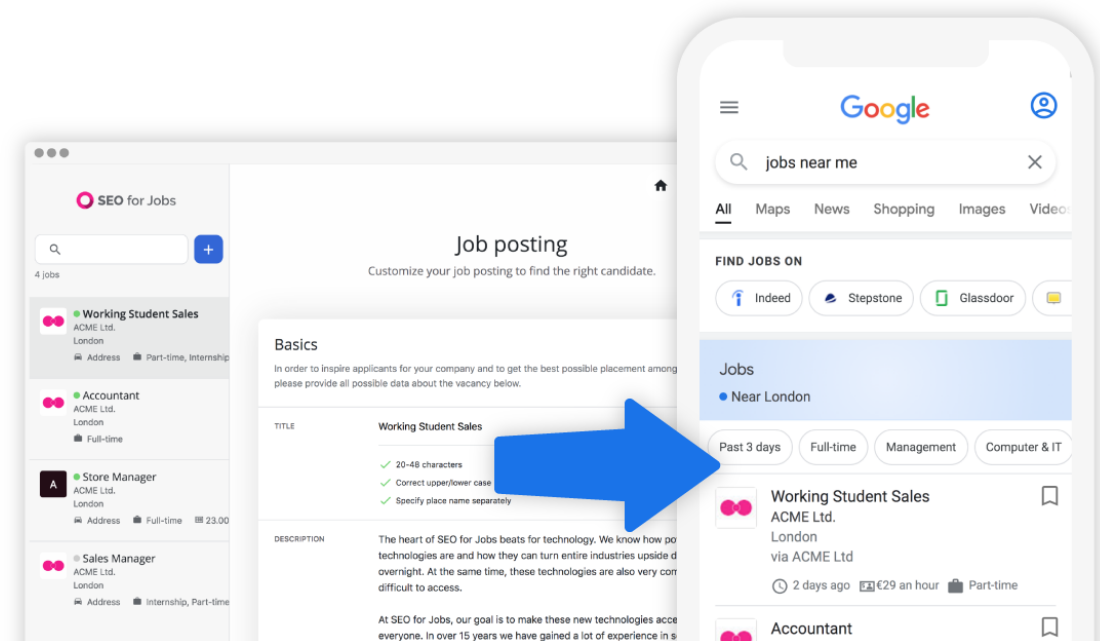 SEO for Jobs
4 jobs
Working Student Sales
ACME Ltd.
London
Address Part-time, Internship
Accountant
ACME Ltd.
London
Full-time
A
Store Manager
ACME Ltd.
London
Address Full-time 23.00
Sales Manager
ACME Ltd.
London
Address Internship, Part-time
Job posting
Customize your job posting to find the right candidate.
Basics
In order to inspire applicants for your company and to get the best possible placement among
please provide all possible data about the vacancy below.
TITLE Working Student Sales
20-48 characters
Correct upper/lower case
Specify place name separately
DESCRIPTION
The heart of SEO for Jobs beats for technology. We know how
technologies are and how they can turn entire industries upside
overnight. At the same time, these technologies are also very
difficult to access.
At SEO for Jobs, our goal is to make these new technologies
everyone. In over 15 years we have gained a lot of experience in
Google
jobs near me
All Maps News Shopping Images Videos
FIND JOBS ON
Indeed Stepstone Glassdoor
Jobs
Near London
Past 3 days Full-time Management Computer & IT
Working Student Sales
ACME Ltd.
London
via ACME Ltd
2 days ago €29 an hour Part-time
Accountant